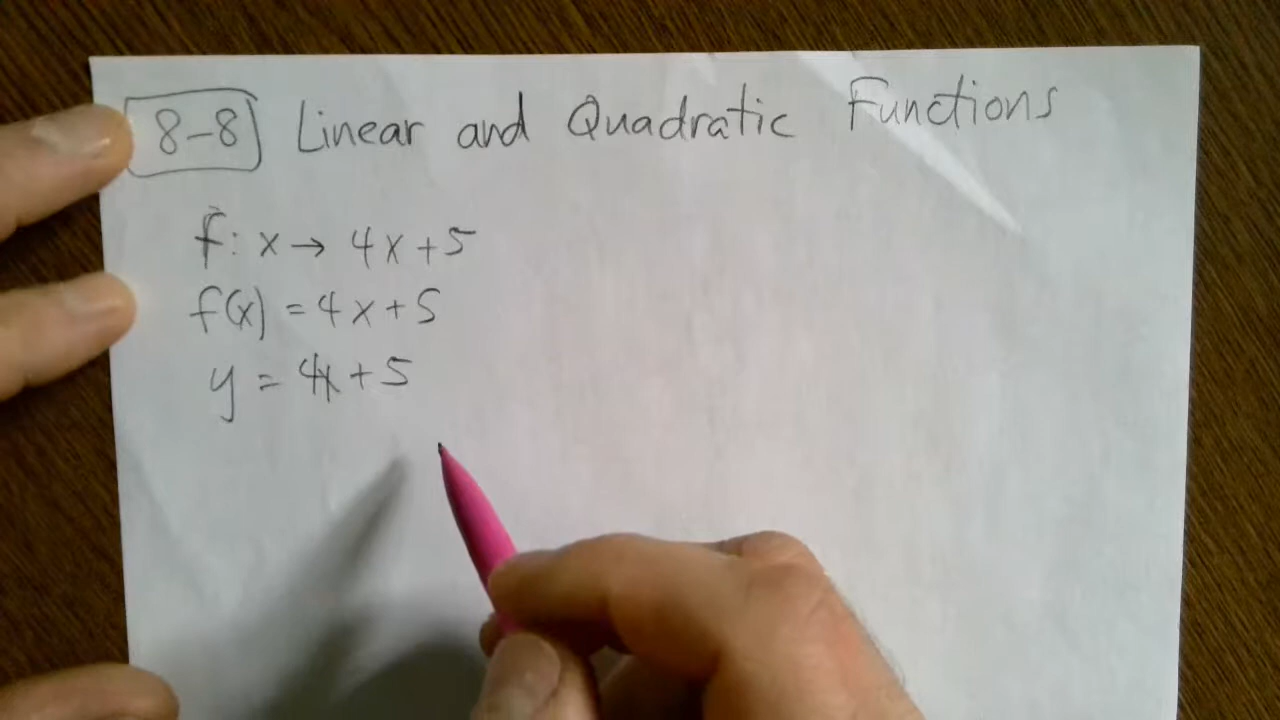 8-8 Linear and Quadratic Functions
f: x → 4x+5
f(x) = 4x+5
y = 4x+5